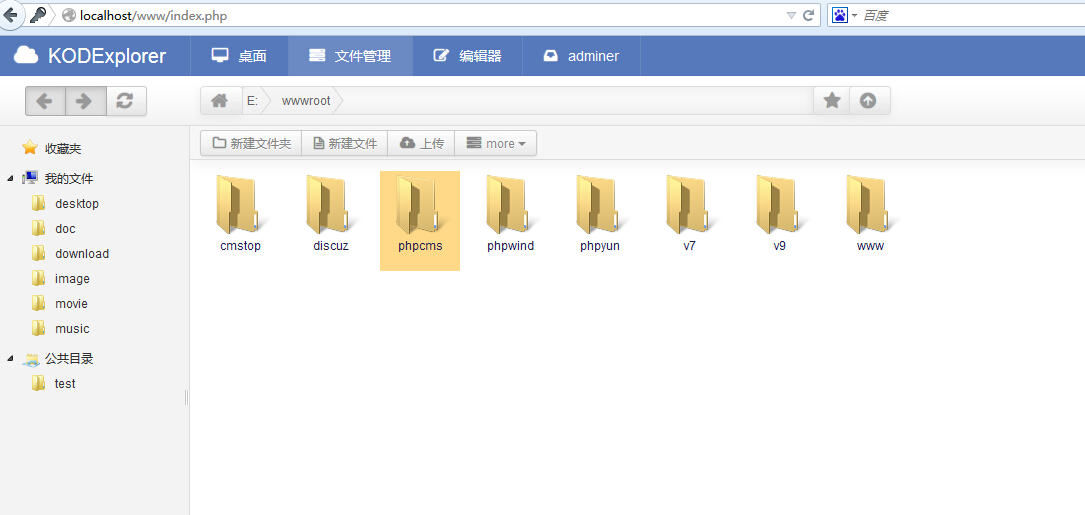 localhost/www/index.php 百度
KODExplorer 桌面 文件管理 编辑器 adminer
E: wwwroot
新建文件夹 新建文件 上传 more
收藏夹
我的文件
desktop
doc
download
image
movie
music
公共目录
test
cmstop discuz phpcms phpwind phpyun v7 v9 www